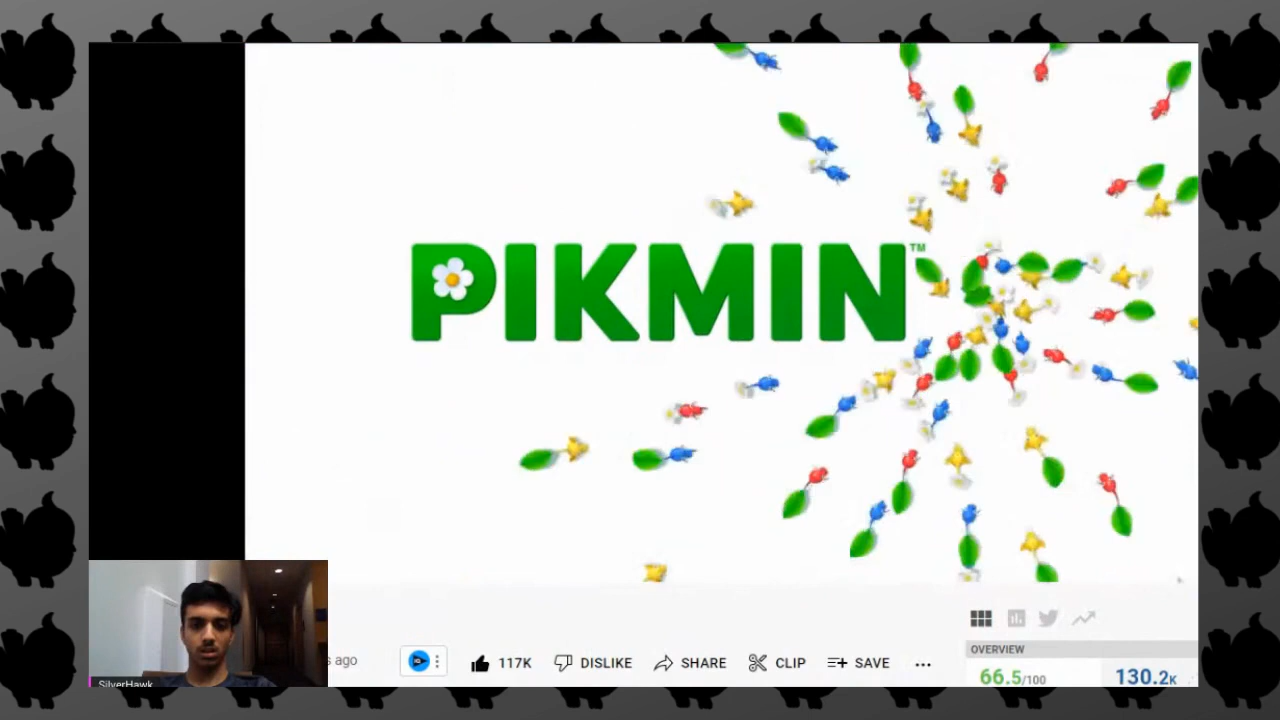 PIKMIN™
s ago
117K
DISLIKE
SHARE
CLIP
SAVE
...
OVERVIEW
66.5/100
130.2K
SilverHawk